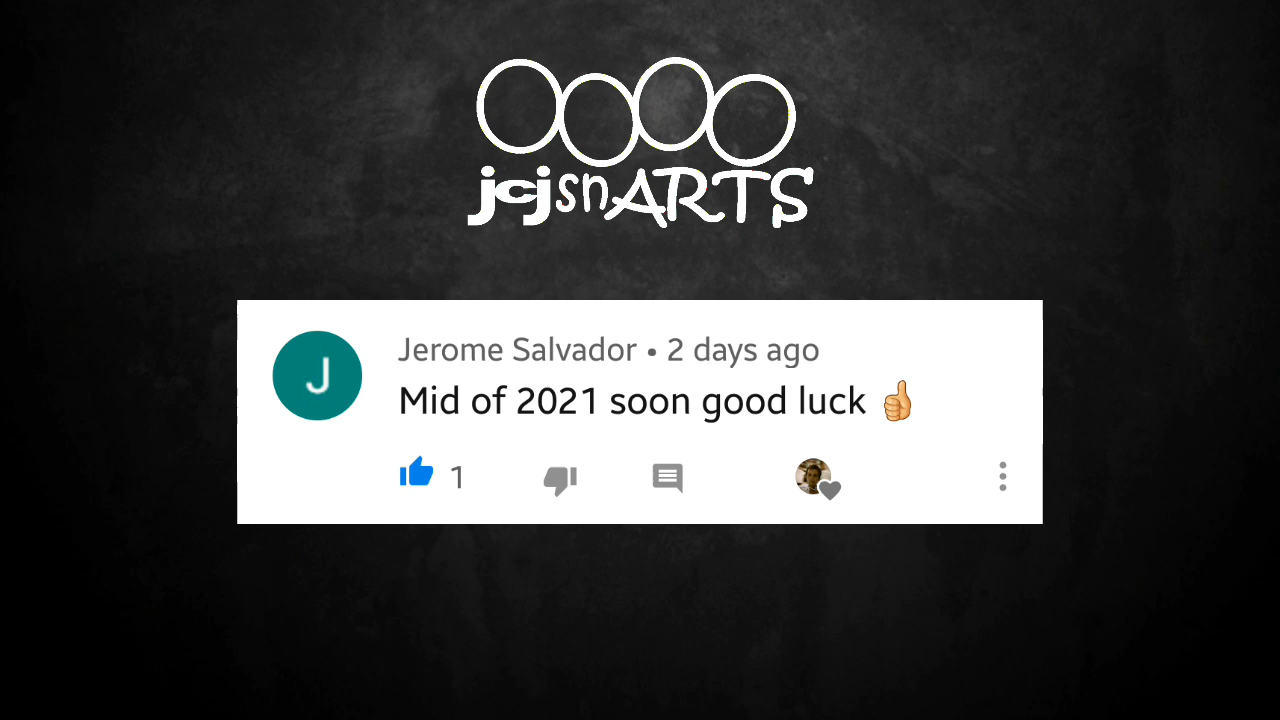 jcjsnARTS
J
Jerome Salvador • 2 days ago
Mid of 2021 soon good luck 👍
1